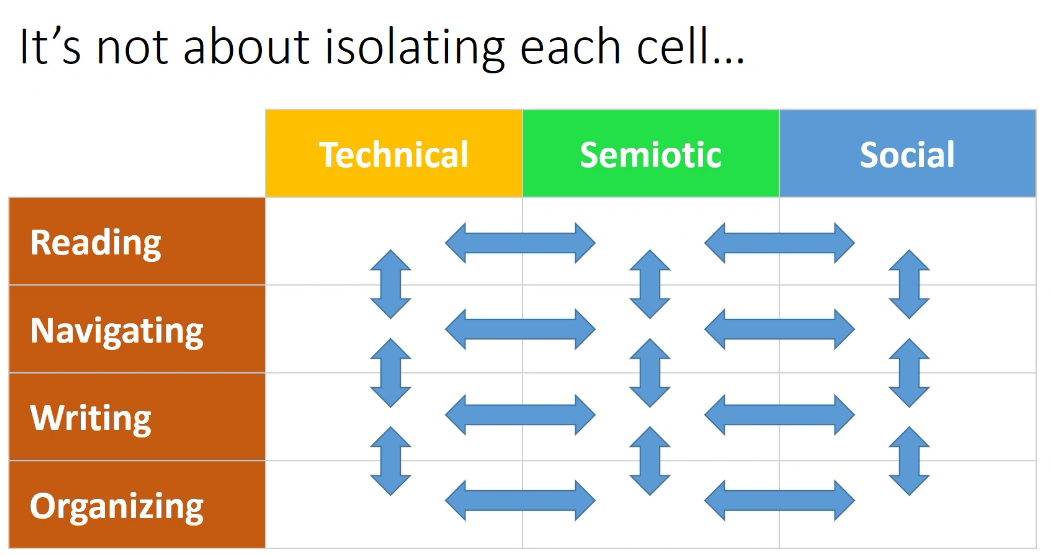 It’s not about isolating each cell...
Technical Semiotic Social
Reading
Navigating
Writing
Organizing